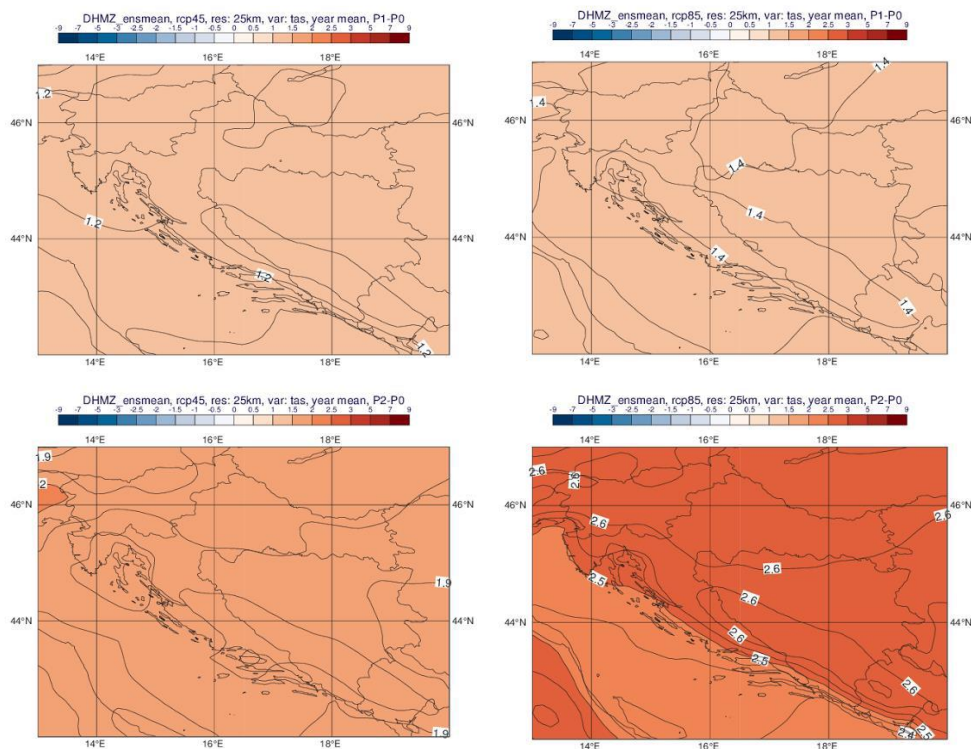 DHMZ_ensmean, rcp45, res: 25km, var: tas, year mean, P1-P0
-9 -7 -5 -3 -2.5 -2 -1.5 -1 -0.5 0 0.5 1 1.5 2 2.5 3 5 7 9
14°E 16°E 18°E
1.2
46°N
1.2
44°N
1.2
1.2
14°E 16°E 18°E
DHMZ_ensmean, rcp85, res: 25km, var: tas, year mean, P1-P0
-9 -7 -5 -3 -2.5 -2 -1.5 -1 -0.5 0 0.5 1 1.5 2 2.5 3 5 7 9
14°E 16°E 18°E
1.4
1.4
46°N 46°N
1.4
1.4
44°N 44°N
1.4
1.4
14°E 16°E 18°E
DHMZ_ensmean, rcp45, res: 25km, var: tas, year mean, P2-P0
-9 -7 -5 -3 -2.5 -2 -1.5 -1 -0.5 0 0.5 1 1.5 2 2.5 3 5 7 9
14°E 16°E 18°E
1.9
2
46°N 46°N
1.9
44°N 44°N
1.9
14°E 16°E 18°E
DHMZ_ensmean, rcp85, res: 25km, var: tas, year mean, P2-P0
-9 -7 -5 -3 -2.5 -2 -1.5 -1 -0.5 0 0.5 1 1.5 2 2.5 3 5 7 9
14°E 16°E 18°E
2.6
2.6
46°N
2.6
2.6
2.6
2.5
2.6
44°N
2.6
2.5
2.6
2.5
2.4
14°E 16°E 18°E